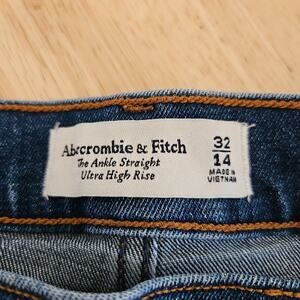 Abercrombie & Fitch
The Ankle Straight
Ultra High Rise
32
14
MADE IN
VIETNAM